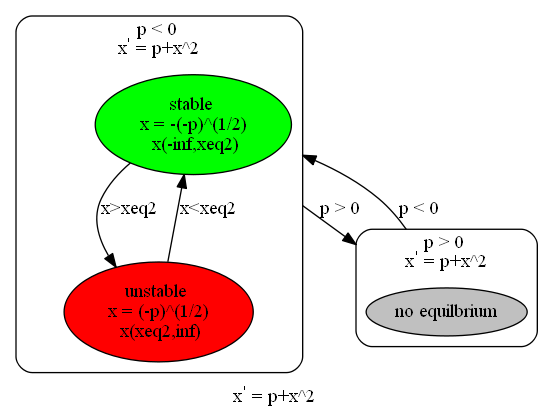 p < 0
x' = p+x^2
stable
x = -(-p)^(1/2)
x(-inf,xeq2)
x>xeq2
x<xeq2
p > 0
p < 0
p > 0
x' = p+x^2
no equilbrium
unstable
x = (-p)^(1/2)
x(xeq2,inf)
x' = p+x^2